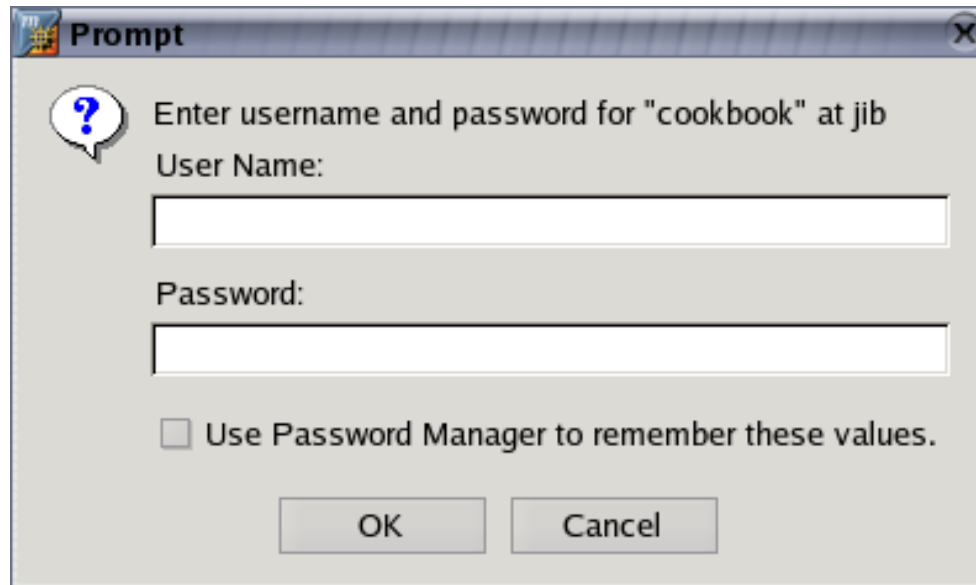 Prompt
Enter username and password for "cookbook" at jib
User Name:
Password:
Use Password Manager to remember these values.
OK
Cancel